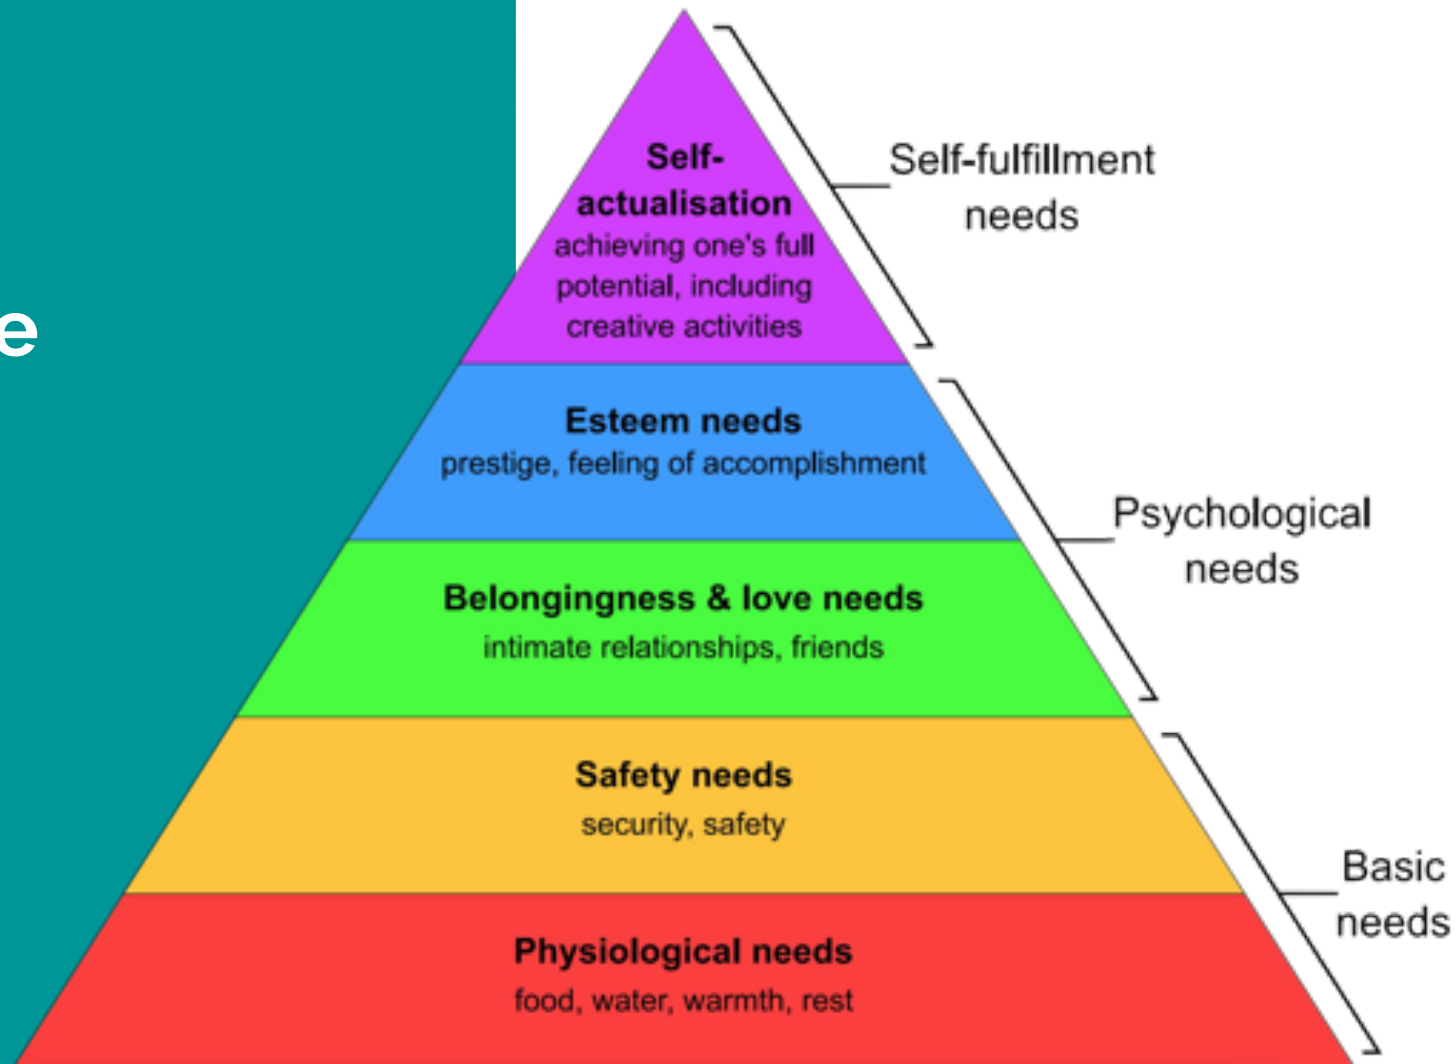 e
Self-
actualisation
achieving one's full
potential, including
creative activities
Self-fulfillment
needs
Esteem needs
prestige, feeling of accomplishment
Psychological
needs
Belongingness & love needs
intimate relationships, friends
Safety needs
security, safety
Basic
needs
Physiological needs
food, water, warmth, rest